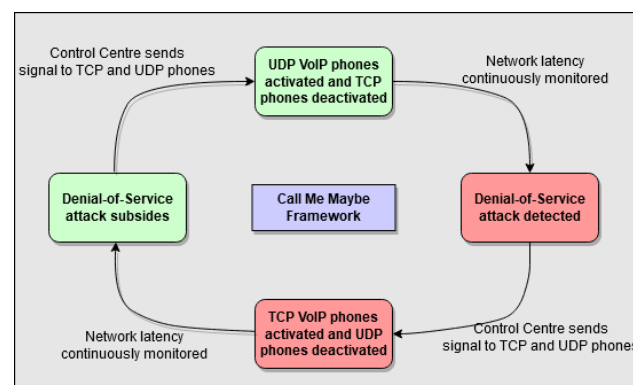 Control Centre sends
signal to TCP and UDP phones
UDP VoIP phones
activated and TCP
phones deactivated
Network latency
continuously monitored
Denial-of-Service
attack subsides
Call Me Maybe
Framework
Denial-of-Service
attack detected
TCP VoIP phones
activated and UDP
phones deactivated
Network latency
continuously monitored
Control Centre sends
signal to TCP and UDP phones